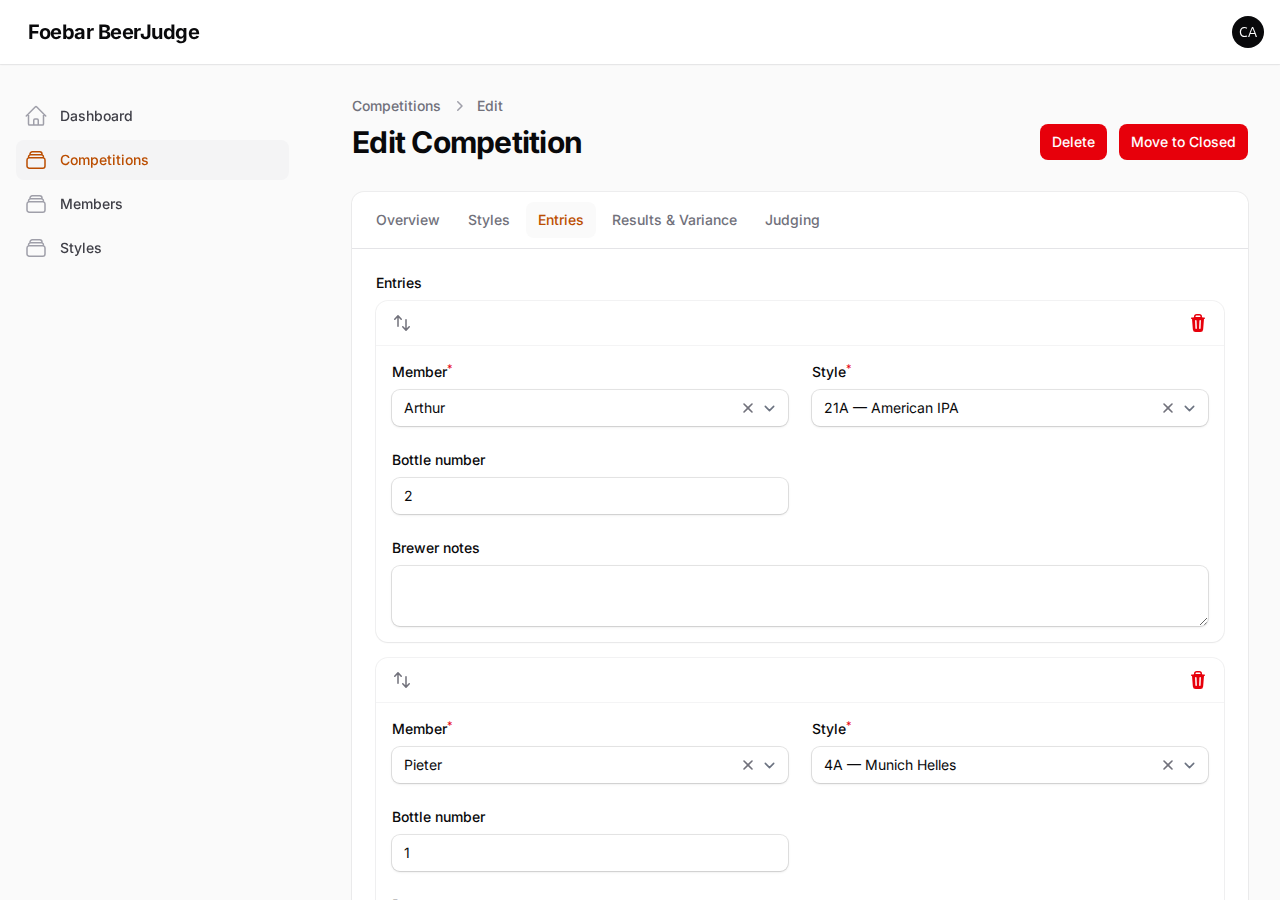 Foebar BeerJudge
CA
Dashboard
Competitions
Members
Styles
Competitions > Edit
Edit Competition
Delete
Move to Closed
Overview
Styles
Entries
Results & Variance
Judging
Entries
Member*
Style*
Arthur
21A — American IPA
Bottle number
2
Brewer notes
Member*
Style*
Pieter
4A — Munich Helles
Bottle number
1